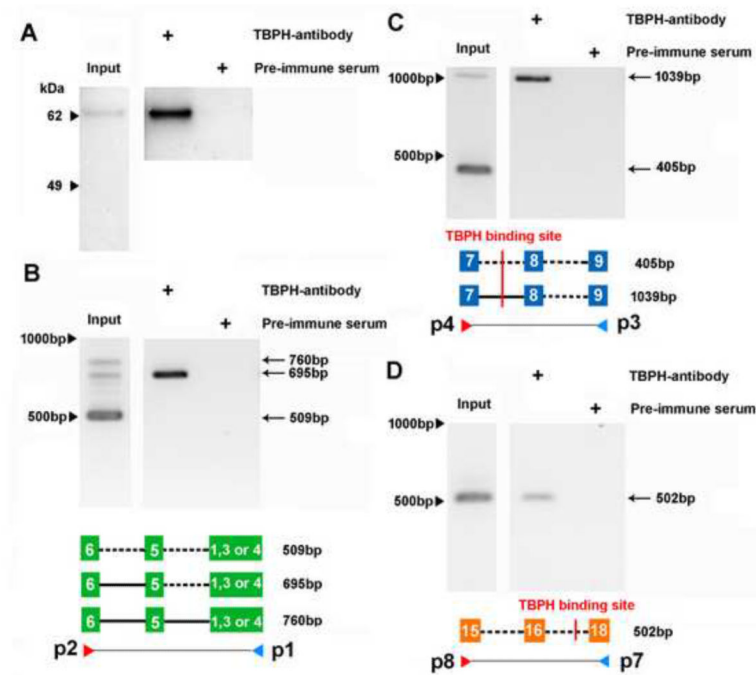 A
+ TBPH-antibody
Input + Pre-immune serum
kDa
62
49
B
+ TBPH-antibody
Input + Pre-immune serum
1000bp
760bp
695bp
500bp 509bp
6 5 1,3 or 4 509bp
6 5 1,3 or 4 695bp
6 5 1,3 or 4 760bp
p2 p1
C
+ TBPH-antibody
Input + Pre-immune serum
1000bp 1039bp
500bp
405bp
TBPH binding site
7 8 9 405bp
7 8 9 1039bp
p4 p3
D
+ TBPH-antibody
Input + Pre-immune serum
1000bp
500bp 502bp
TBPH binding site
15 16 18 502bp
p8 p7